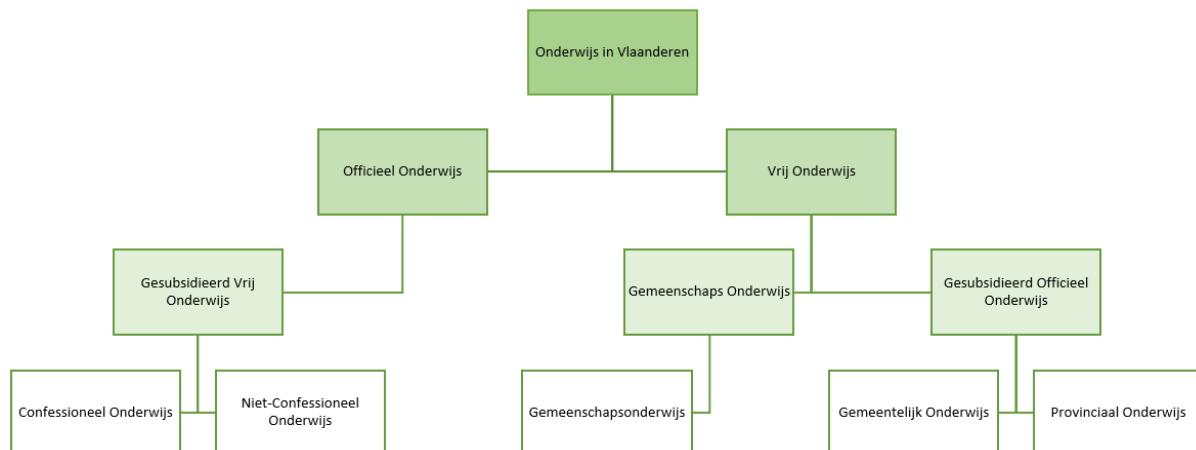 Onderwijs in Vlaanderen
Officieel Onderwijs
Vrij Onderwijs
Gesubsidieerd Vrij
Onderwijs
Gemeenschaps Onderwijs
Gesubsidieerd Officieel
Onderwijs
Confessioneel Onderwijs
Niet-Confessioneel
Onderwijs
Gemeenschapsonderwijs
Gemeentelijk Onderwijs
Provinciaal Onderwijs